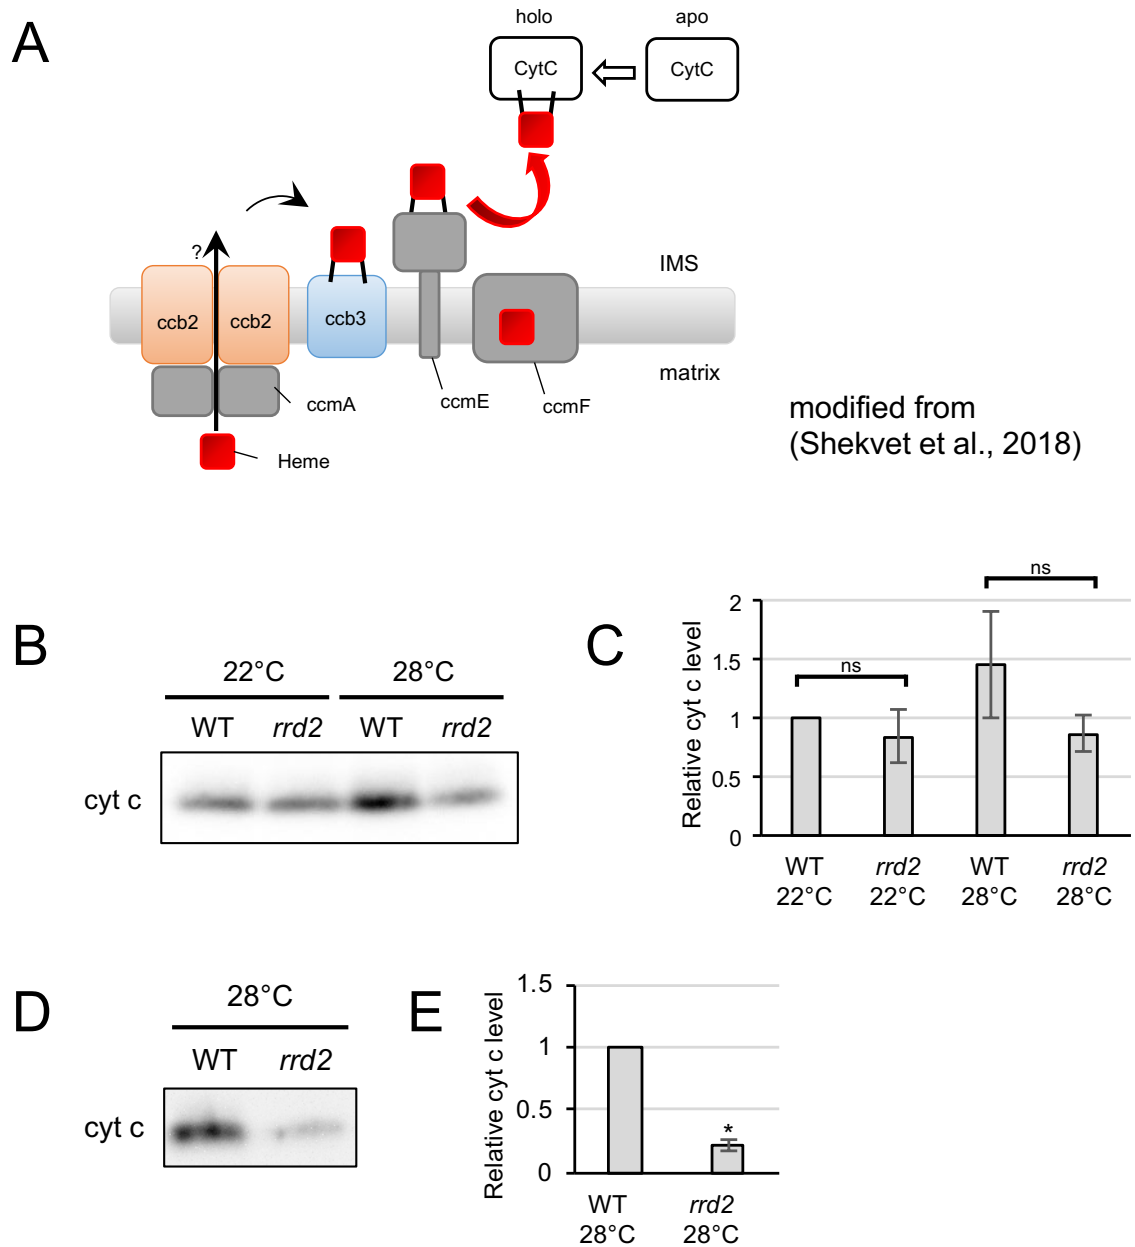 A
holo
apo
CytC
CytC
?
IMS
ccb2
ccb2
ccb3
matrix
ccmA
ccmE
ccmF
Heme
modified from
(Shekvet et al., 2018)
B
22°C
28°C
WT
rrd2
WT
rrd2
cyt c
C
Relative cyt c level
2
1.5
1
0.5
0
ns
ns
WT
22°C
rrd2
22°C
WT
28°C
rrd2
28°C
D
28°C
WT
rrd2
cyt c
E
Relative cyt c level
1.5
1
0.5
0
*
WT
28°C
rrd2
28°C